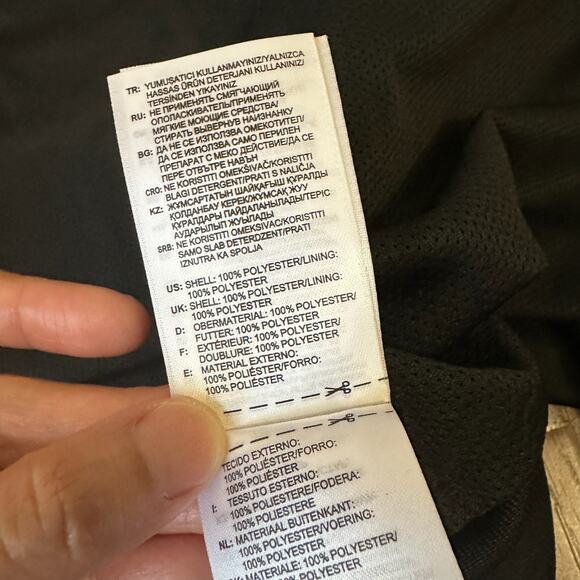 TR: YUMUŞATICI KULLANMAYINIZ/YALNIZCA
HASSAS ÜRÜN DETERJANI KULLANINIZ/
TERSİNDEN YIKAYINIZ
RU: НЕ ПРИМЕНЯТЬ СМЯГЧАЮЩИЙ
ОПОЛАСКИВАТЕЛЬ/ПРИМЕНЯТЬ
МЯГКИЕ МОЮЩИЕ СРЕДСТВА/
СТИРАТЬ ВЫВЕРНУВ НАИЗНАНКУ
BG: ДА НЕ СЕ ИЗПОЛЗВА ОМЕКОТИТЕЛ/
ДА СЕ ИЗПОЛЗВА САМО ПЕРИЛЕН
ПРЕПАРАТ С МЕКО ДЕЙСТВИЕ/ДА СЕ
ПЕРЕ ОТВЪТРЕ НАВЪН
CRO: NE KORISTITI OMEKŠIVAČ/KORISTITI
BLAGI DETERGENT/PRATI S NALIČJA
KZ: ЖҰМСАРТАТЫН ШАЙҚАҒЫШ ҚҰРАЛДЫ
ҚОЛДАНБАУ КЕРЕК/ЖҰМСАҚ ЖУУ
ҚҰРАЛДАРЫ ПАЙДАЛАНЫЛАДЫ/ТЕРІС
АУДАРЫЛЫП ЖУЫЛАДЫ
SRB: NE KORISTITI OMEKŠIVAČ/KORISTITI
SAMO SLAB DETERDZENT/PRATI
IZNUTRA KA SPOLJA
US: SHELL: 100% POLYESTER/LINING:
100% POLYESTER
UK: SHELL: 100% POLYESTER/LINING:
100% POLYESTER
D: OBERMATERIAL: 100% POLYESTER/
FUTTER: 100% POLYESTER
F: EXTÉRIEUR: 100% POLYESTER/
DOUBLURE: 100% POLYESTER
E: MATERIAL EXTERNO:
100% POLIÉSTER/FORRO:
100% POLIÉSTER
TECIDO EXTERNO:
100% POLIÉSTER/FORRO:
100% POLIÉSTER
I: TESSUTO ESTERNO:
100% POLIESTERE/FODERA:
100% POLIESTERE
NL: MATERIAAL BUITENKANT:
100% POLYESTER/VOERING:
100% POLYESTER
MATERIALE: 100% POLYESTER/
100% POLYESTER